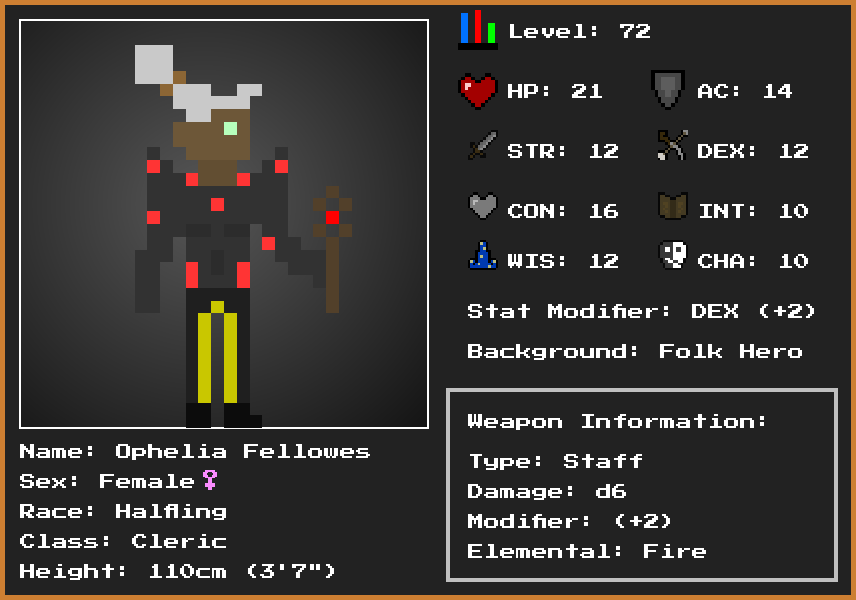 Level: 72
HP: 21
AC: 14
STR: 12
DEX: 12
CON: 16
INT: 10
WIS: 12
CHA: 10
Stat Modifier: DEX (+2)
Background: Folk Hero
Weapon Information:
Type: Staff
Damage: d6
Modifier: (+2)
Elemental: Fire
Name: Ophelia Fellowes
Sex: Female♀
Race: Halfling
Class: Cleric
Height: 110cm (3'7")